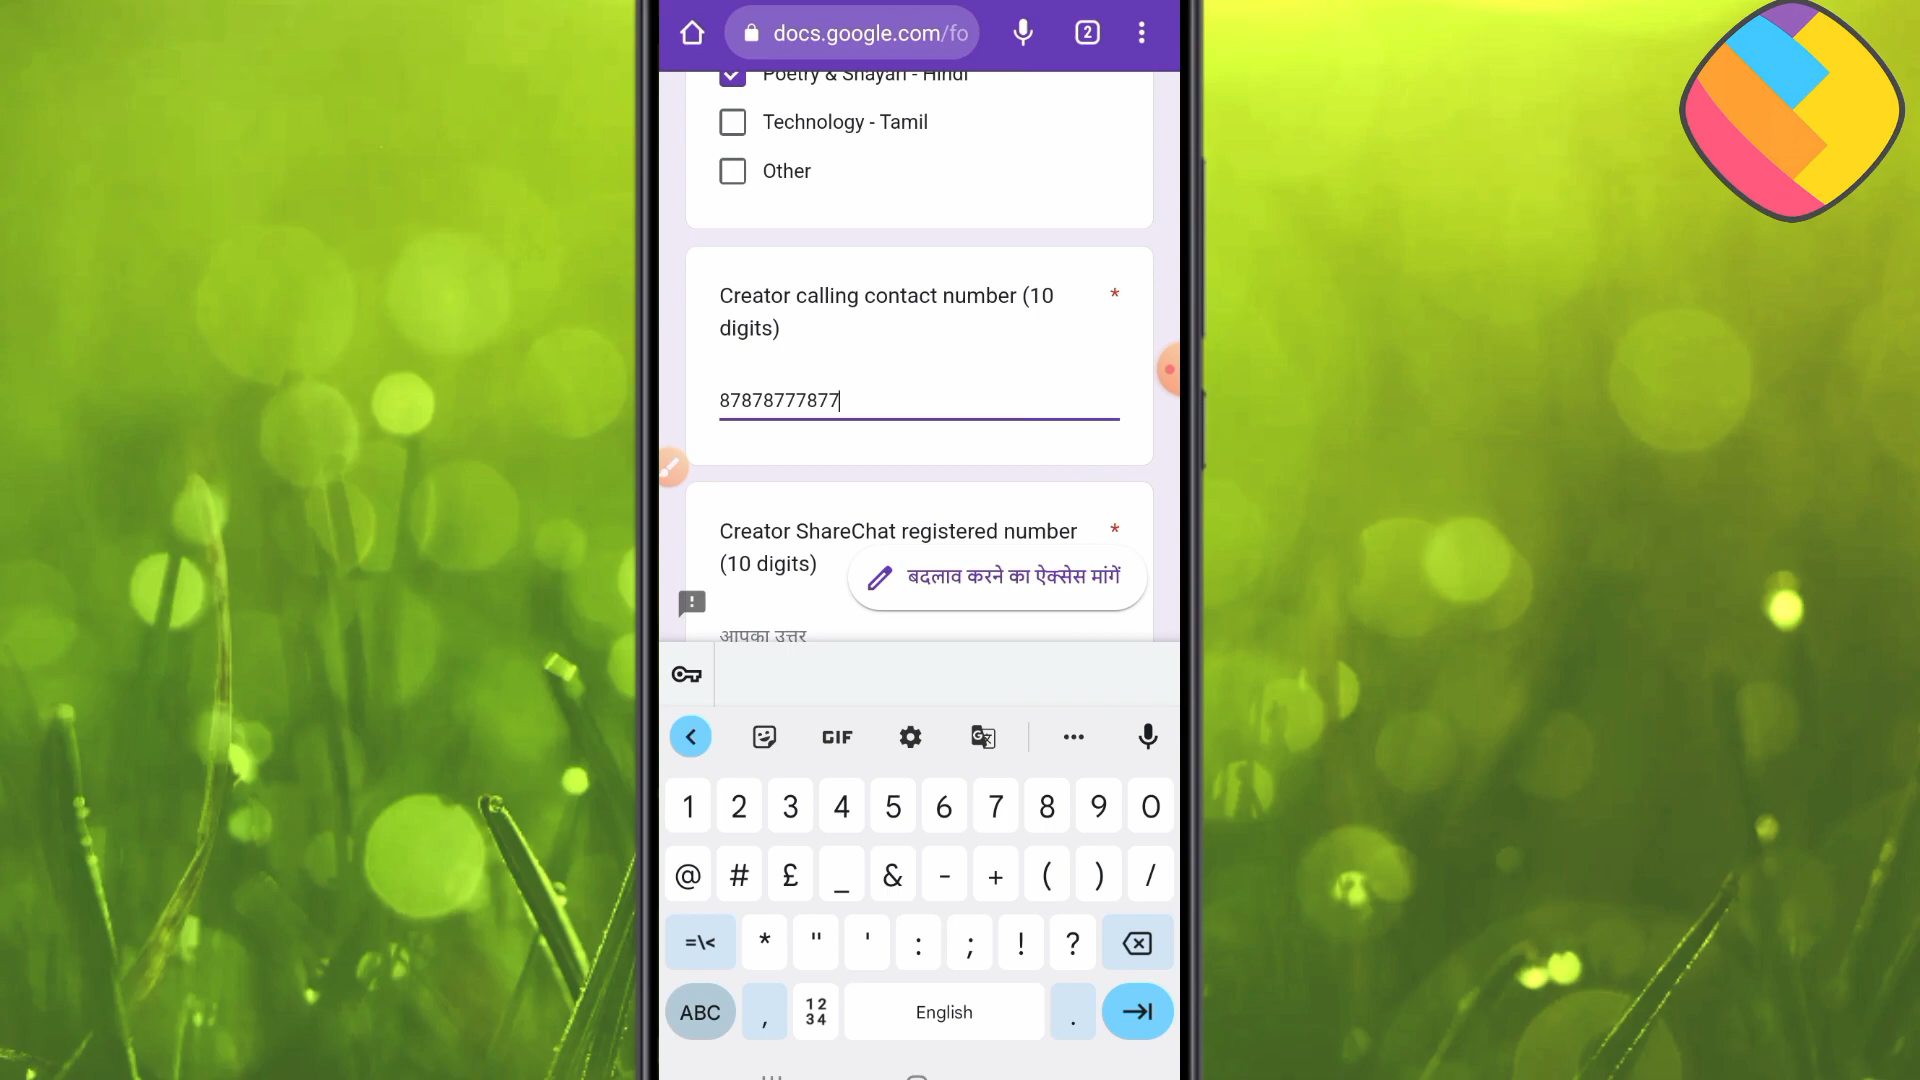 docs.google.com/fo
2
Poetry & Shayari - Hindi
Technology - Tamil
Other
Creator calling contact number (10 *
digits)
87878777877
Creator ShareChat registered number *
(10 digits)
बदलाव करने का ऐक्सेस मांगें
आपका उत्तर
GIF
1 2 3 4 5 6 7 8 9 0
@ # £ _ & - + ( ) /
=\< * " ' : ; ! ?
ABC , 12 34 English .